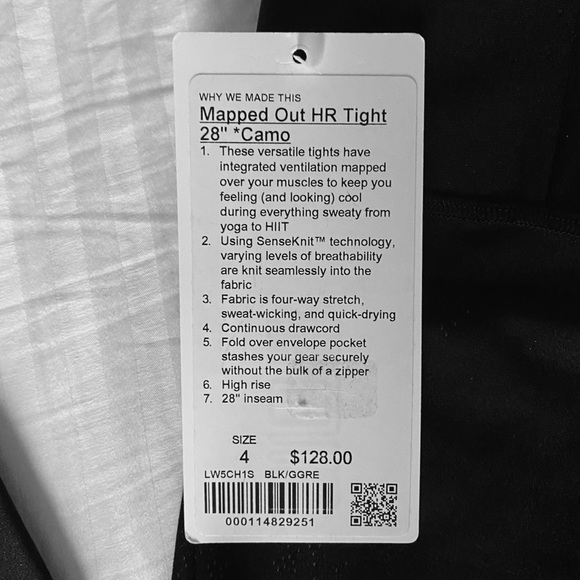 WHY WE MADE THIS
Mapped Out HR Tight
28" *Camo
1. These versatile tights have
integrated ventilation mapped
over your muscles to keep you
feeling (and looking) cool
during everything sweaty from
yoga to HIIT
2. Using SenseKnit™ technology,
varying levels of breathability
are knit seamlessly into the
fabric
3. Fabric is four-way stretch,
sweat-wicking, and quick-drying
4. Continuous drawcord
5. Fold over envelope pocket
stashes your gear securely
without the bulk of a zipper
6. High rise
7. 28" inseam
SIZE
4 $128.00
LW5CH1S BLK/GGRE
000114829251